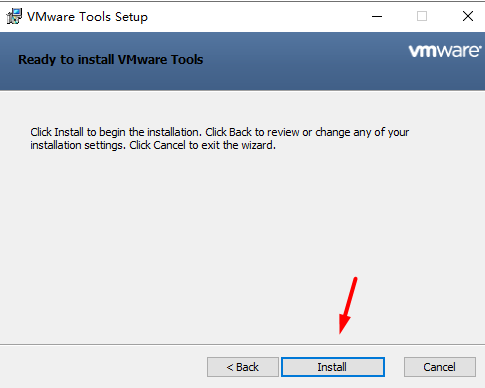 VMware Tools Setup
Ready to install VMware Tools
vmware
Click Install to begin the installation. Click Back to review or change any of your
installation settings. Click Cancel to exit the wizard.
< Back
Install
Cancel